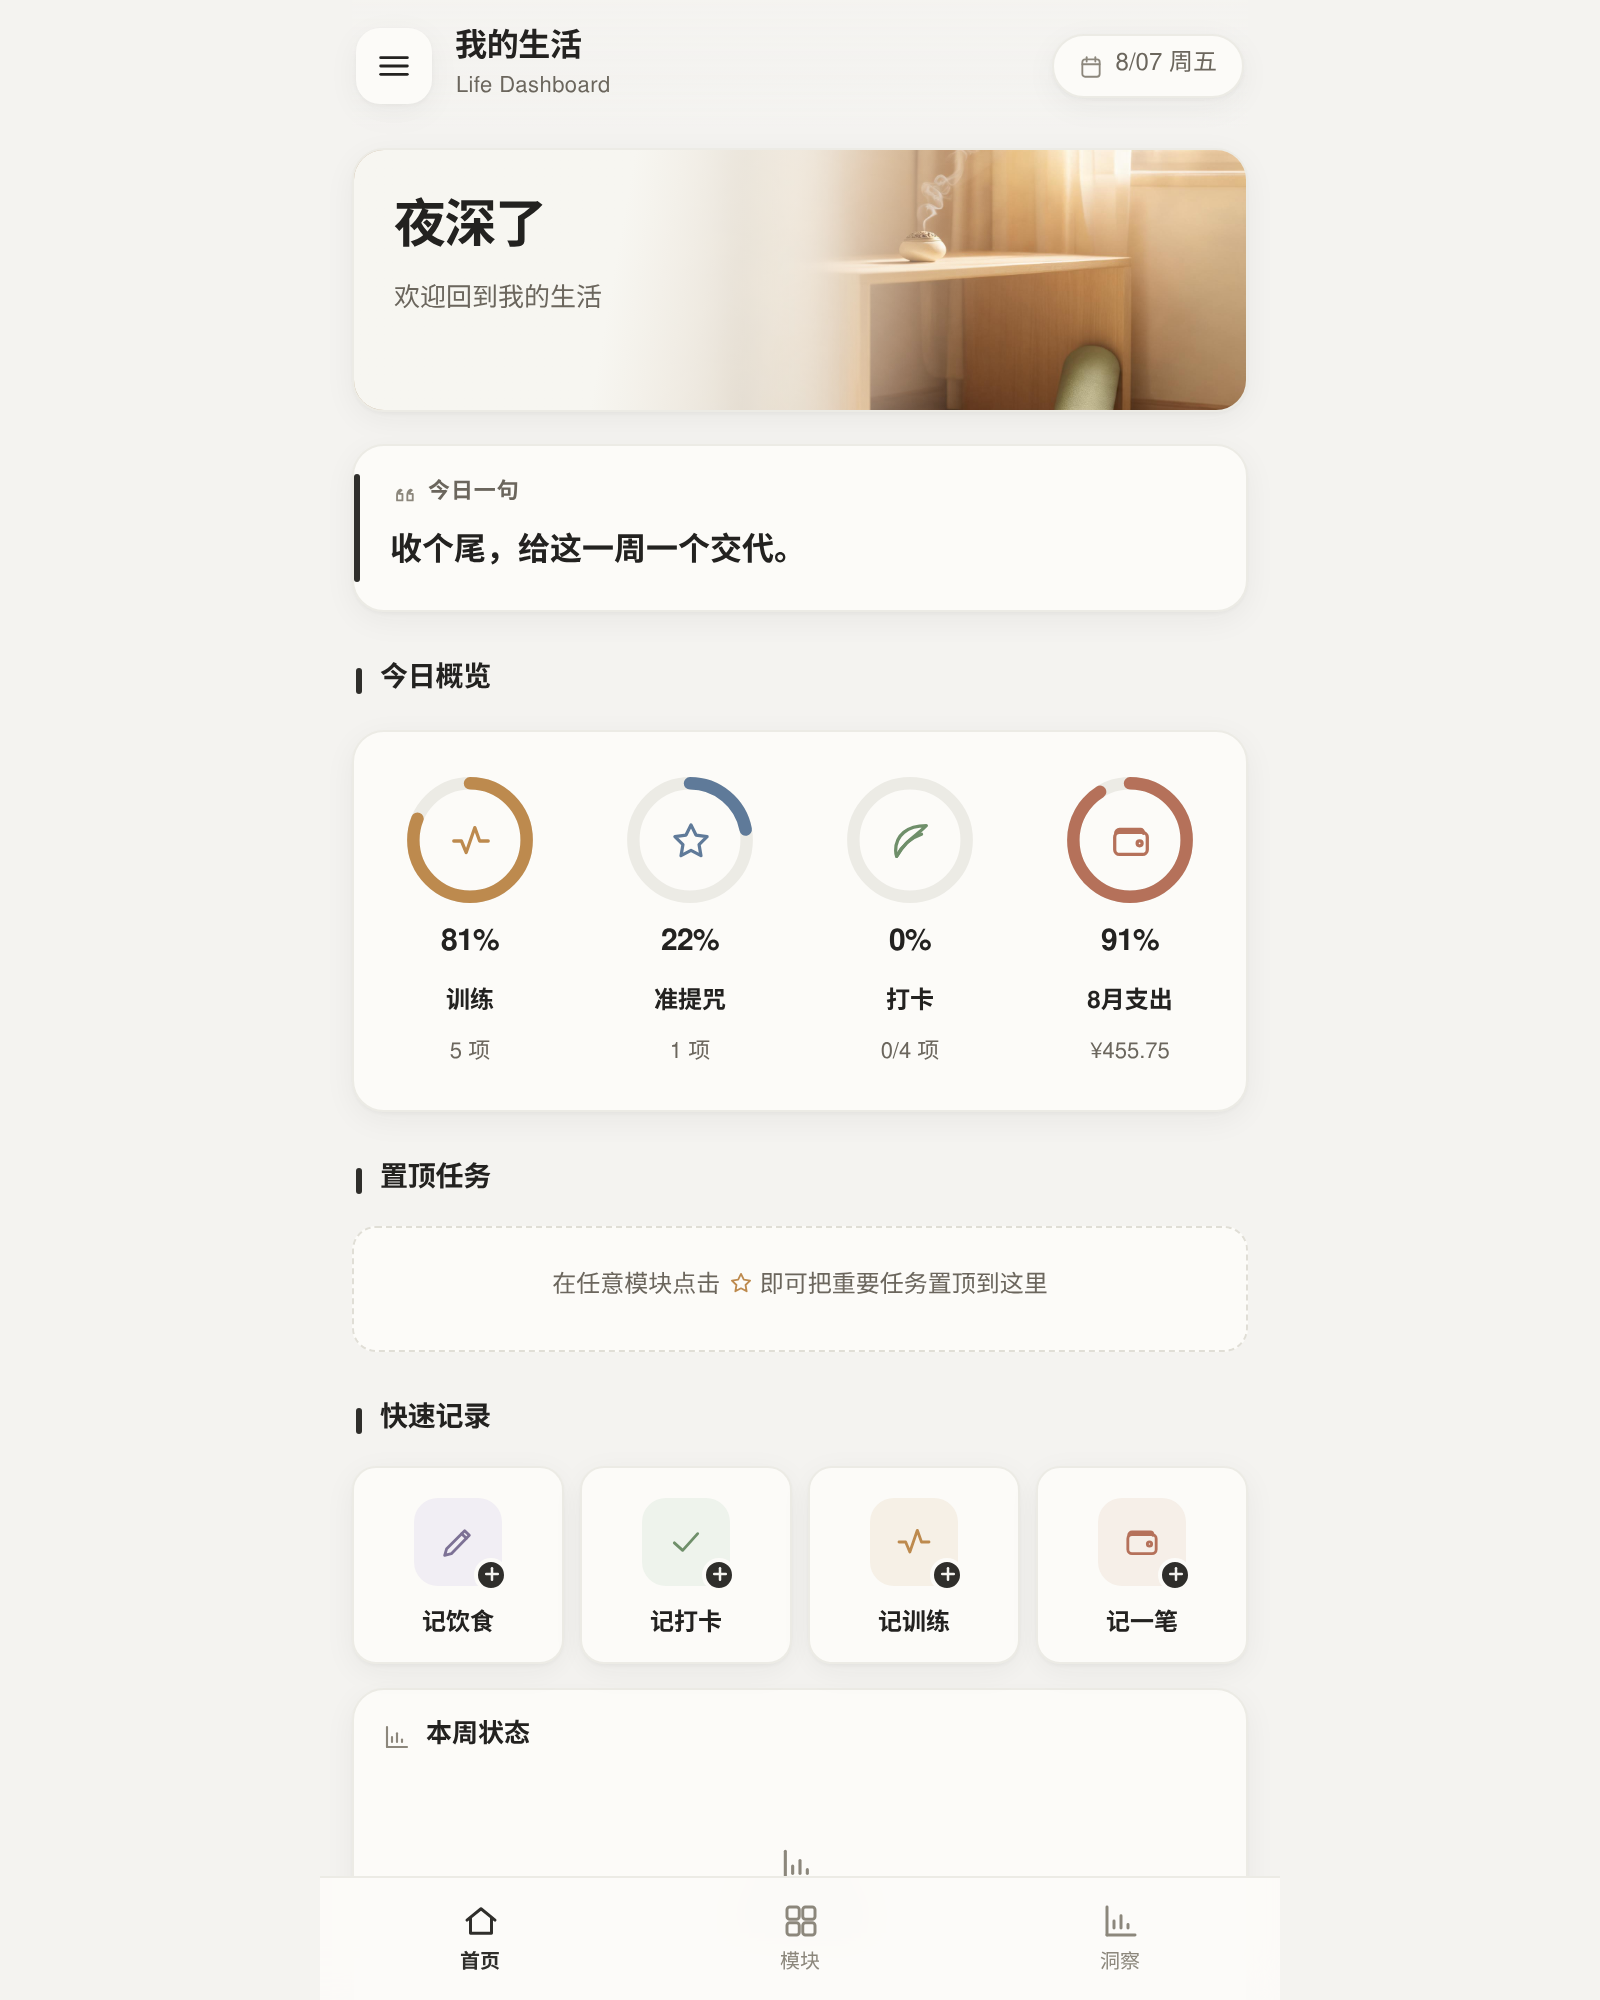 我的生活
Life Dashboard
8/07 周五
夜深了
欢迎回到我的生活
今日一句
收个尾，给这一周一个交代。
今日概览
81%
22%
0%
91%
训练
准提咒
打卡
8月支出
5 项
1 项
0/4 项
¥455.75
置顶任务
在任意模块点击 ☆ 即可把重要任务置顶到这里
快速记录
记饮食
记打卡
记训练
记一笔
本周状态
首页
模块
洞察